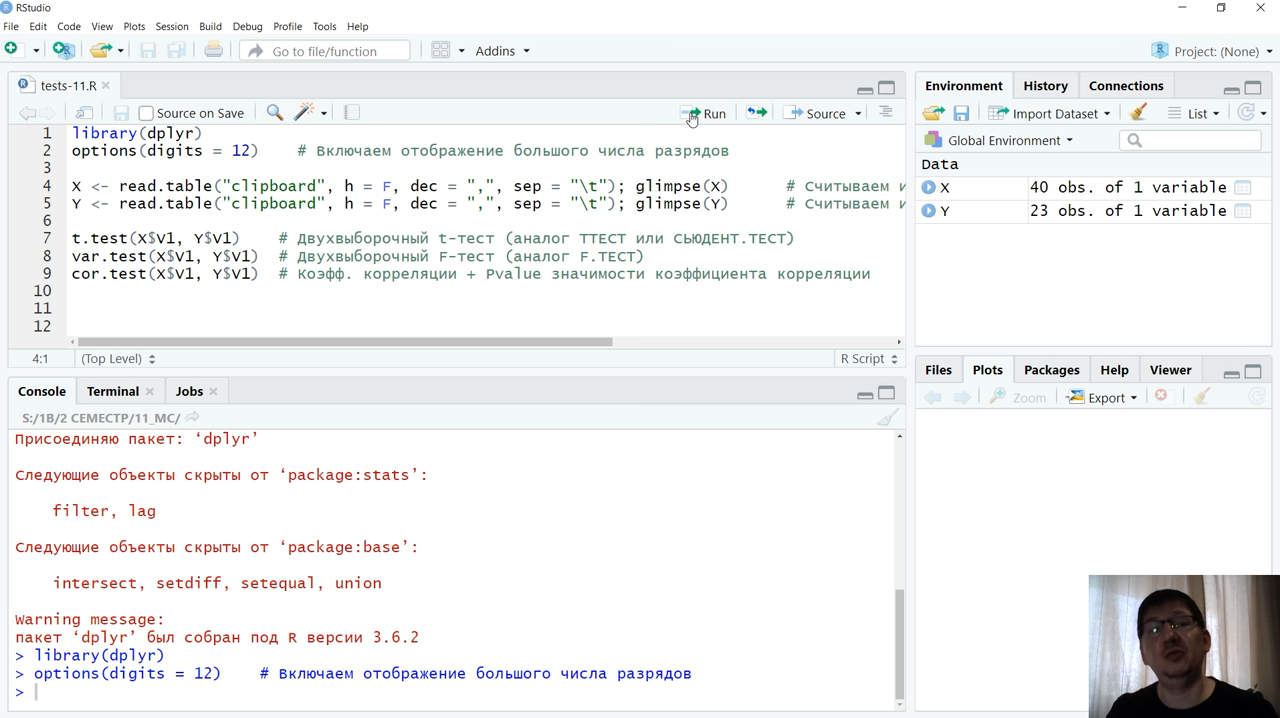 RStudio
File Edit Code View Plots Session Build Debug Profile Tools Help
Go to file/function Addins Project: (None)
tests-11.R
Source on Save Run Source
1 library(dplyr)
2 options(digits = 12) # Включаем отображение большого числа разрядов
3
4 X <- read.table("clipboard", h = F, dec = ",", sep = "\t"); glimpse(X) # Считываем и
5 Y <- read.table("clipboard", h = F, dec = ",", sep = "\t"); glimpse(Y) # Считываем и
6
7 t.test(X$V1, Y$V1) # Двухвыборочный t-тест (аналог ТТЕСТ или СЬЮДЕНТ.ТЕСТ)
8 var.test(X$V1, Y$V1) # Двухвыборочный F-тест (аналог F.ТЕСТ)
9 cor.test(X$V1, Y$V1) # Коэфф. корреляции + Pvalue значимости коэффициента корреляции
10
11
12
4:1 (Top Level) R Script
Console Terminal Jobs
S:/1B/2 СЕМЕСТР/11_МС/
Присоединяю пакет: ‘dplyr’
Следующие объекты скрыты от ‘package:stats’:
filter, lag
Следующие объекты скрыты от ‘package:base’:
intersect, setdiff, setequal, union
Warning message:
пакет ‘dplyr’ был собран под R версии 3.6.2
> library(dplyr)
> options(digits = 12) # Включаем отображение большого числа разрядов
>
Environment History Connections
Import Dataset List
Global Environment
Data
X 40 obs. of 1 variable
Y 23 obs. of 1 variable
Files Plots Packages Help Viewer
Zoom Export